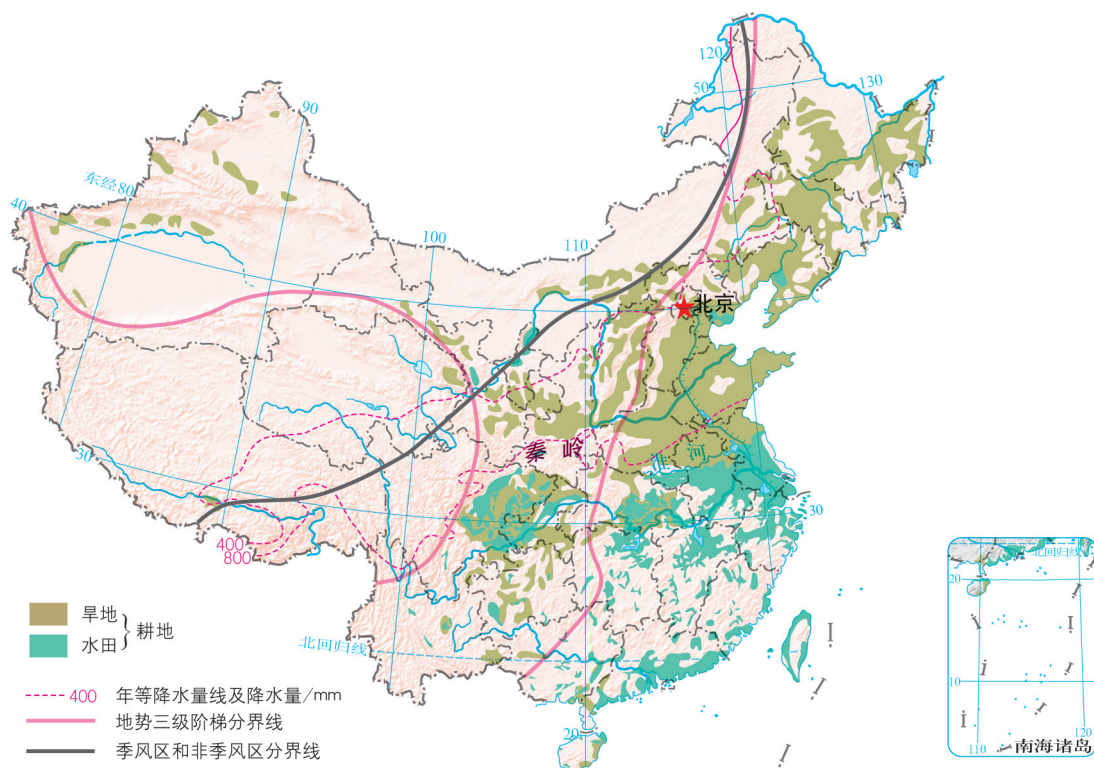 120
50
130
90
东经80
40
100
110
北京
秦岭
淮河
30
30
400
800
旱地
水田
耕地
北回归线
20
400 年等降水量线及降水量/mm
地势三级阶梯分界线
季风区和非季风区分界线
北回归线
20
10
110
120
南海诸岛